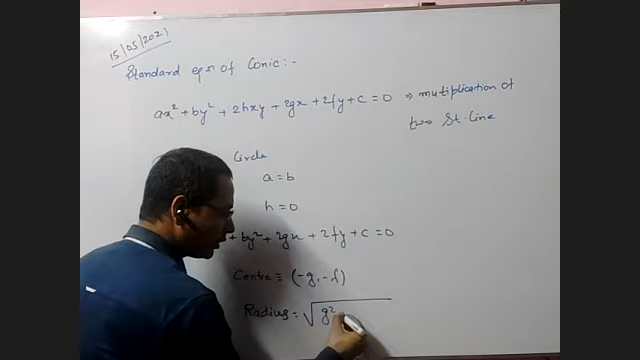 15/05/2021
Standard eqn of Conic:-
ax² + by² + 2hxy + 2gx + 2fy + c = 0 ⇒ mutiplication of
two St. Line
Circle
a = b
h = 0
+ by² + 2gx + 2fy + c = 0
Centre ≡ (-g, -f)
Radius = √g²